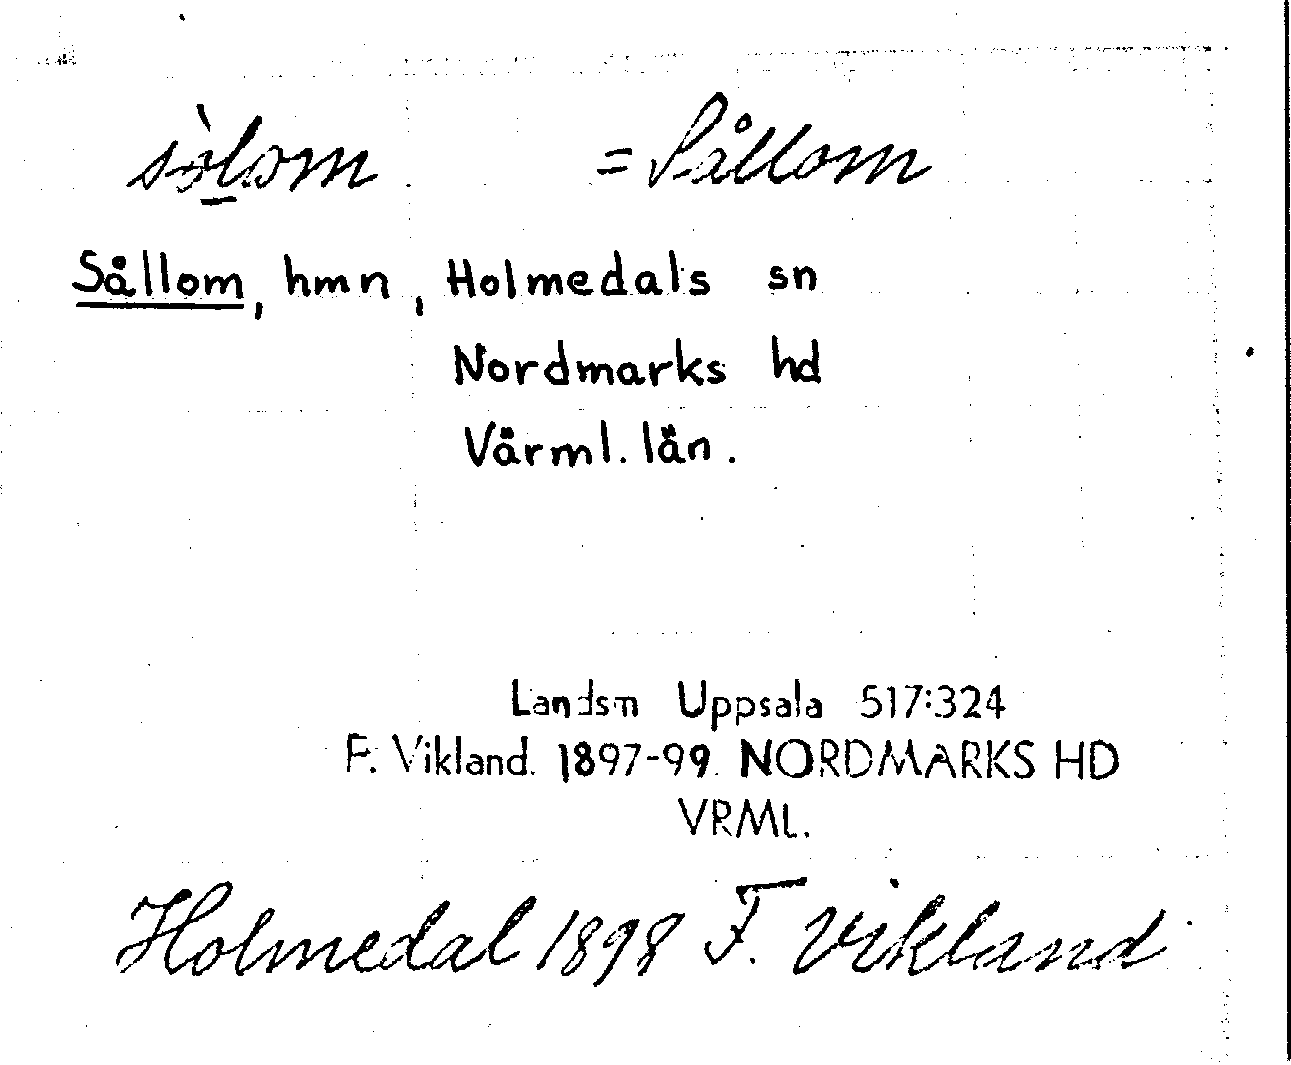 sòlom = Sållom
Sållom, hmn, Holmedals sn
Nordmarks hd
Värml. län.
Landsm Uppsala 517:324
F. Vikland. 1897-99. NORDMARKS HD
VRML.
Holmedal 1898 F. Vikland